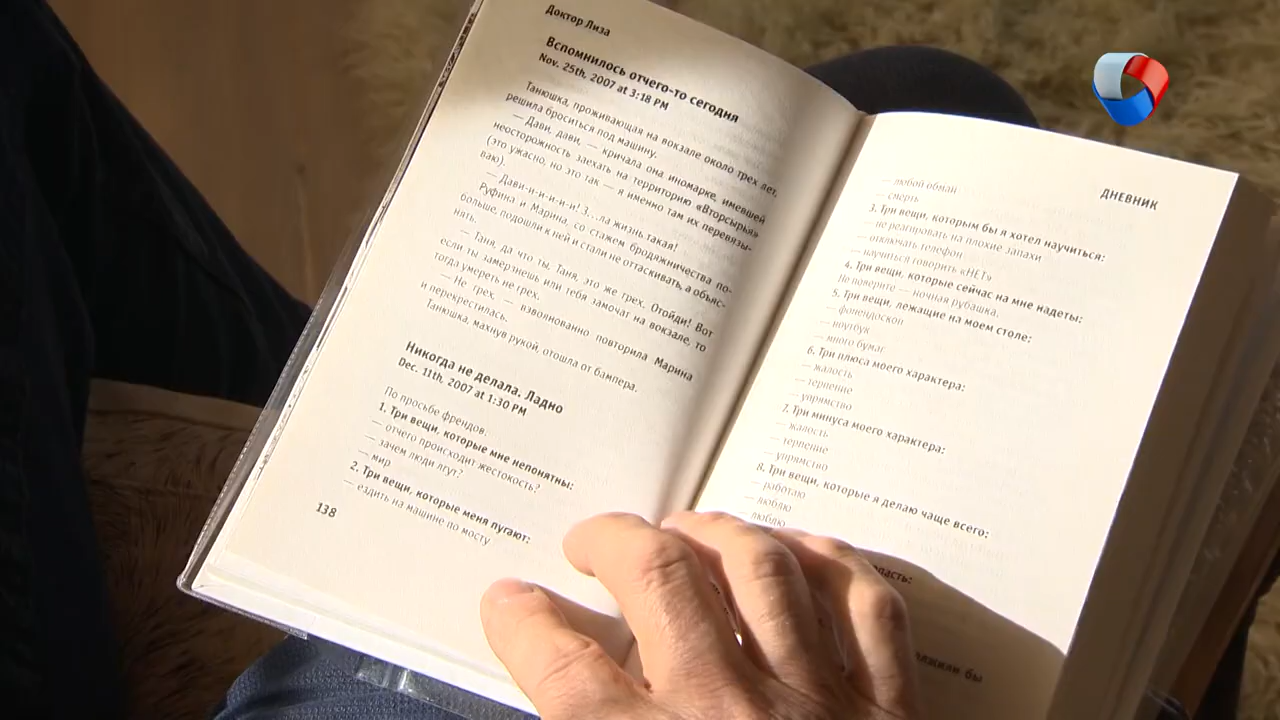 Доктор Лиза
Вспомнилось отчего-то сегодня
Nov. 25th, 2007 at 3:18 PM
Танюшка, проживающая на вокзале около трех лет,
решила броситься под машину.
— Дави, дави, — кричала она иномарке, имевшей
неосторожность заехать на территорию «Вторсырья»
(это ужасно, но это так — я именно там их перевязы-
ваю).
— Дави-и-и-и-и! З...ла жизнь такая!
Руфина и Марина, со стажем бродяжничества по-
больше, подошли к ней и стали не оттаскивать, а объяс-
нять.
— Таня, да что ты, Таня, это же грех. Отойди! Вот
если ты замерзнешь или тебя замочат на вокзале, то
тогда умереть не грех.
— Не грех, — взволнованно повторила Марина
и перекрестилась.
Танюшка, махнув рукой, отошла от бампера.
Никогда не делала. Ладно
Dec. 11th, 2007 at 1:30 PM
По просьбе френдов.
1. Три вещи, которые мне непонятны:
— отчего происходит жестокость?
— зачем люди лгут?
— мир
2. Три вещи, которые меня пугают:
— ездить на машине по мосту
138
ДНЕВНИК
— любой обман
— смерть
3. Три вещи, которым бы я хотел научиться:
— не реагировать на плохие запахи
— отключать телефон
— научиться говорить «НЕТ»
4. Три вещи, которые сейчас на мне надеты:
Не поверите — ночная рубашка.
5. Три вещи, лежащие на моем столе:
— фонендоскоп
— ноутбук
— много бумаг
6. Три плюса моего характера:
— жалость
— терпение
— упрямство
7. Три минуса моего характера:
— жалость
— терпение
— упрямство
8. Три вещи, которые я делаю чаще всего:
— работаю
— люблю
— люблю